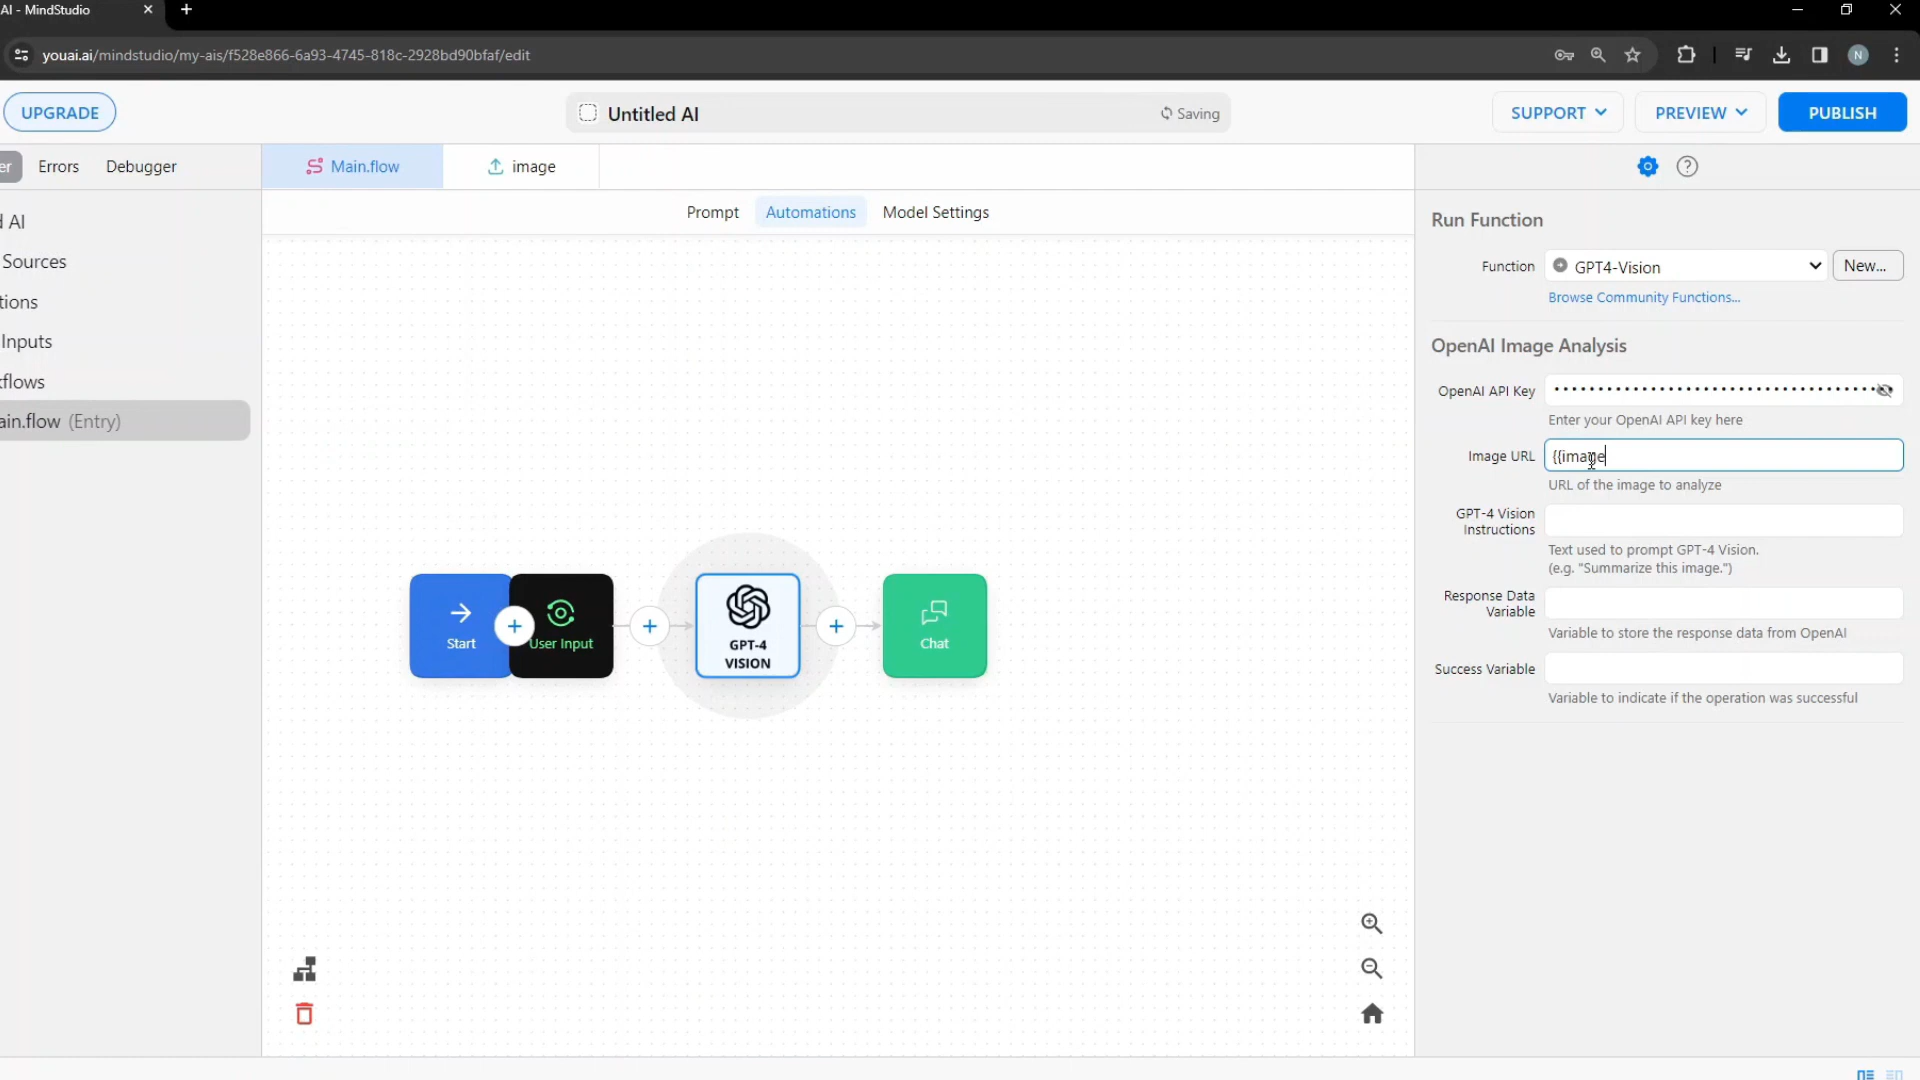 AI - MindStudio
youai.ai/mindstudio/my-ais/f528e866-6a93-4745-818c-2928bd90bfaf/edit
N
UPGRADE
Untitled AI
Saving
SUPPORT
PREVIEW
PUBLISH
er
Errors
Debugger
Main.flow
image
Prompt
Automations
Model Settings
d AI
Sources
tions
Inputs
kflows
ain.flow (Entry)
Start
User Input
GPT-4
VISION
Chat
Run Function
Function
GPT4-Vision
New...
Browse Community Functions...
OpenAI Image Analysis
OpenAI API Key
Enter your OpenAI API key here
Image URL
{{image
URL of the image to analyze
GPT-4 Vision
Instructions
Text used to prompt GPT-4 Vision.
(e.g. "Summarize this image.")
Response Data
Variable
Variable to store the response data from OpenAI
Success Variable
Variable to indicate if the operation was successful